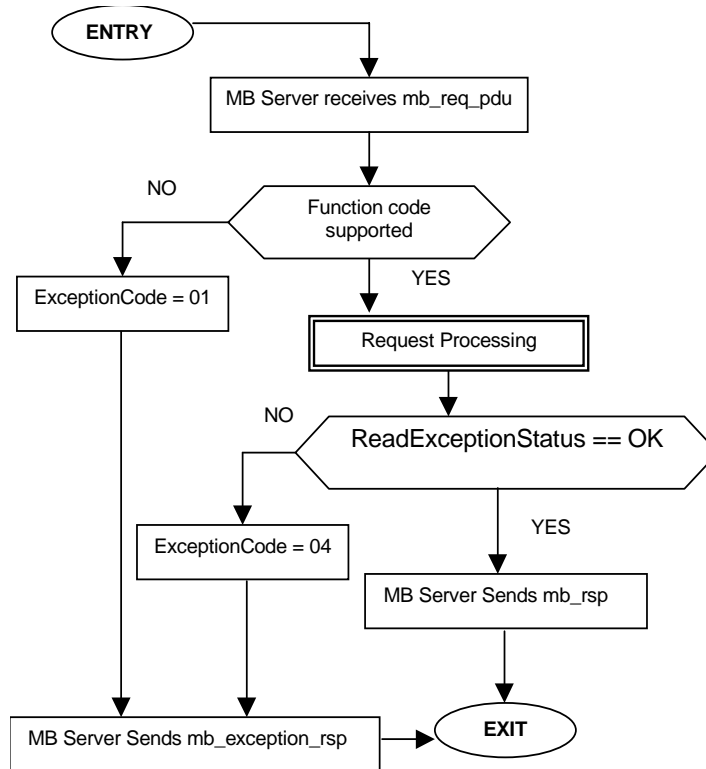 ENTRY
MB Server receives mb_req_pdu
NO
Function code
supported
YES
ExceptionCode = 01
Request Processing
NO
ReadExceptionStatus == OK
YES
ExceptionCode = 04
MB Server Sends mb_rsp
MB Server Sends mb_exception_rsp
EXIT